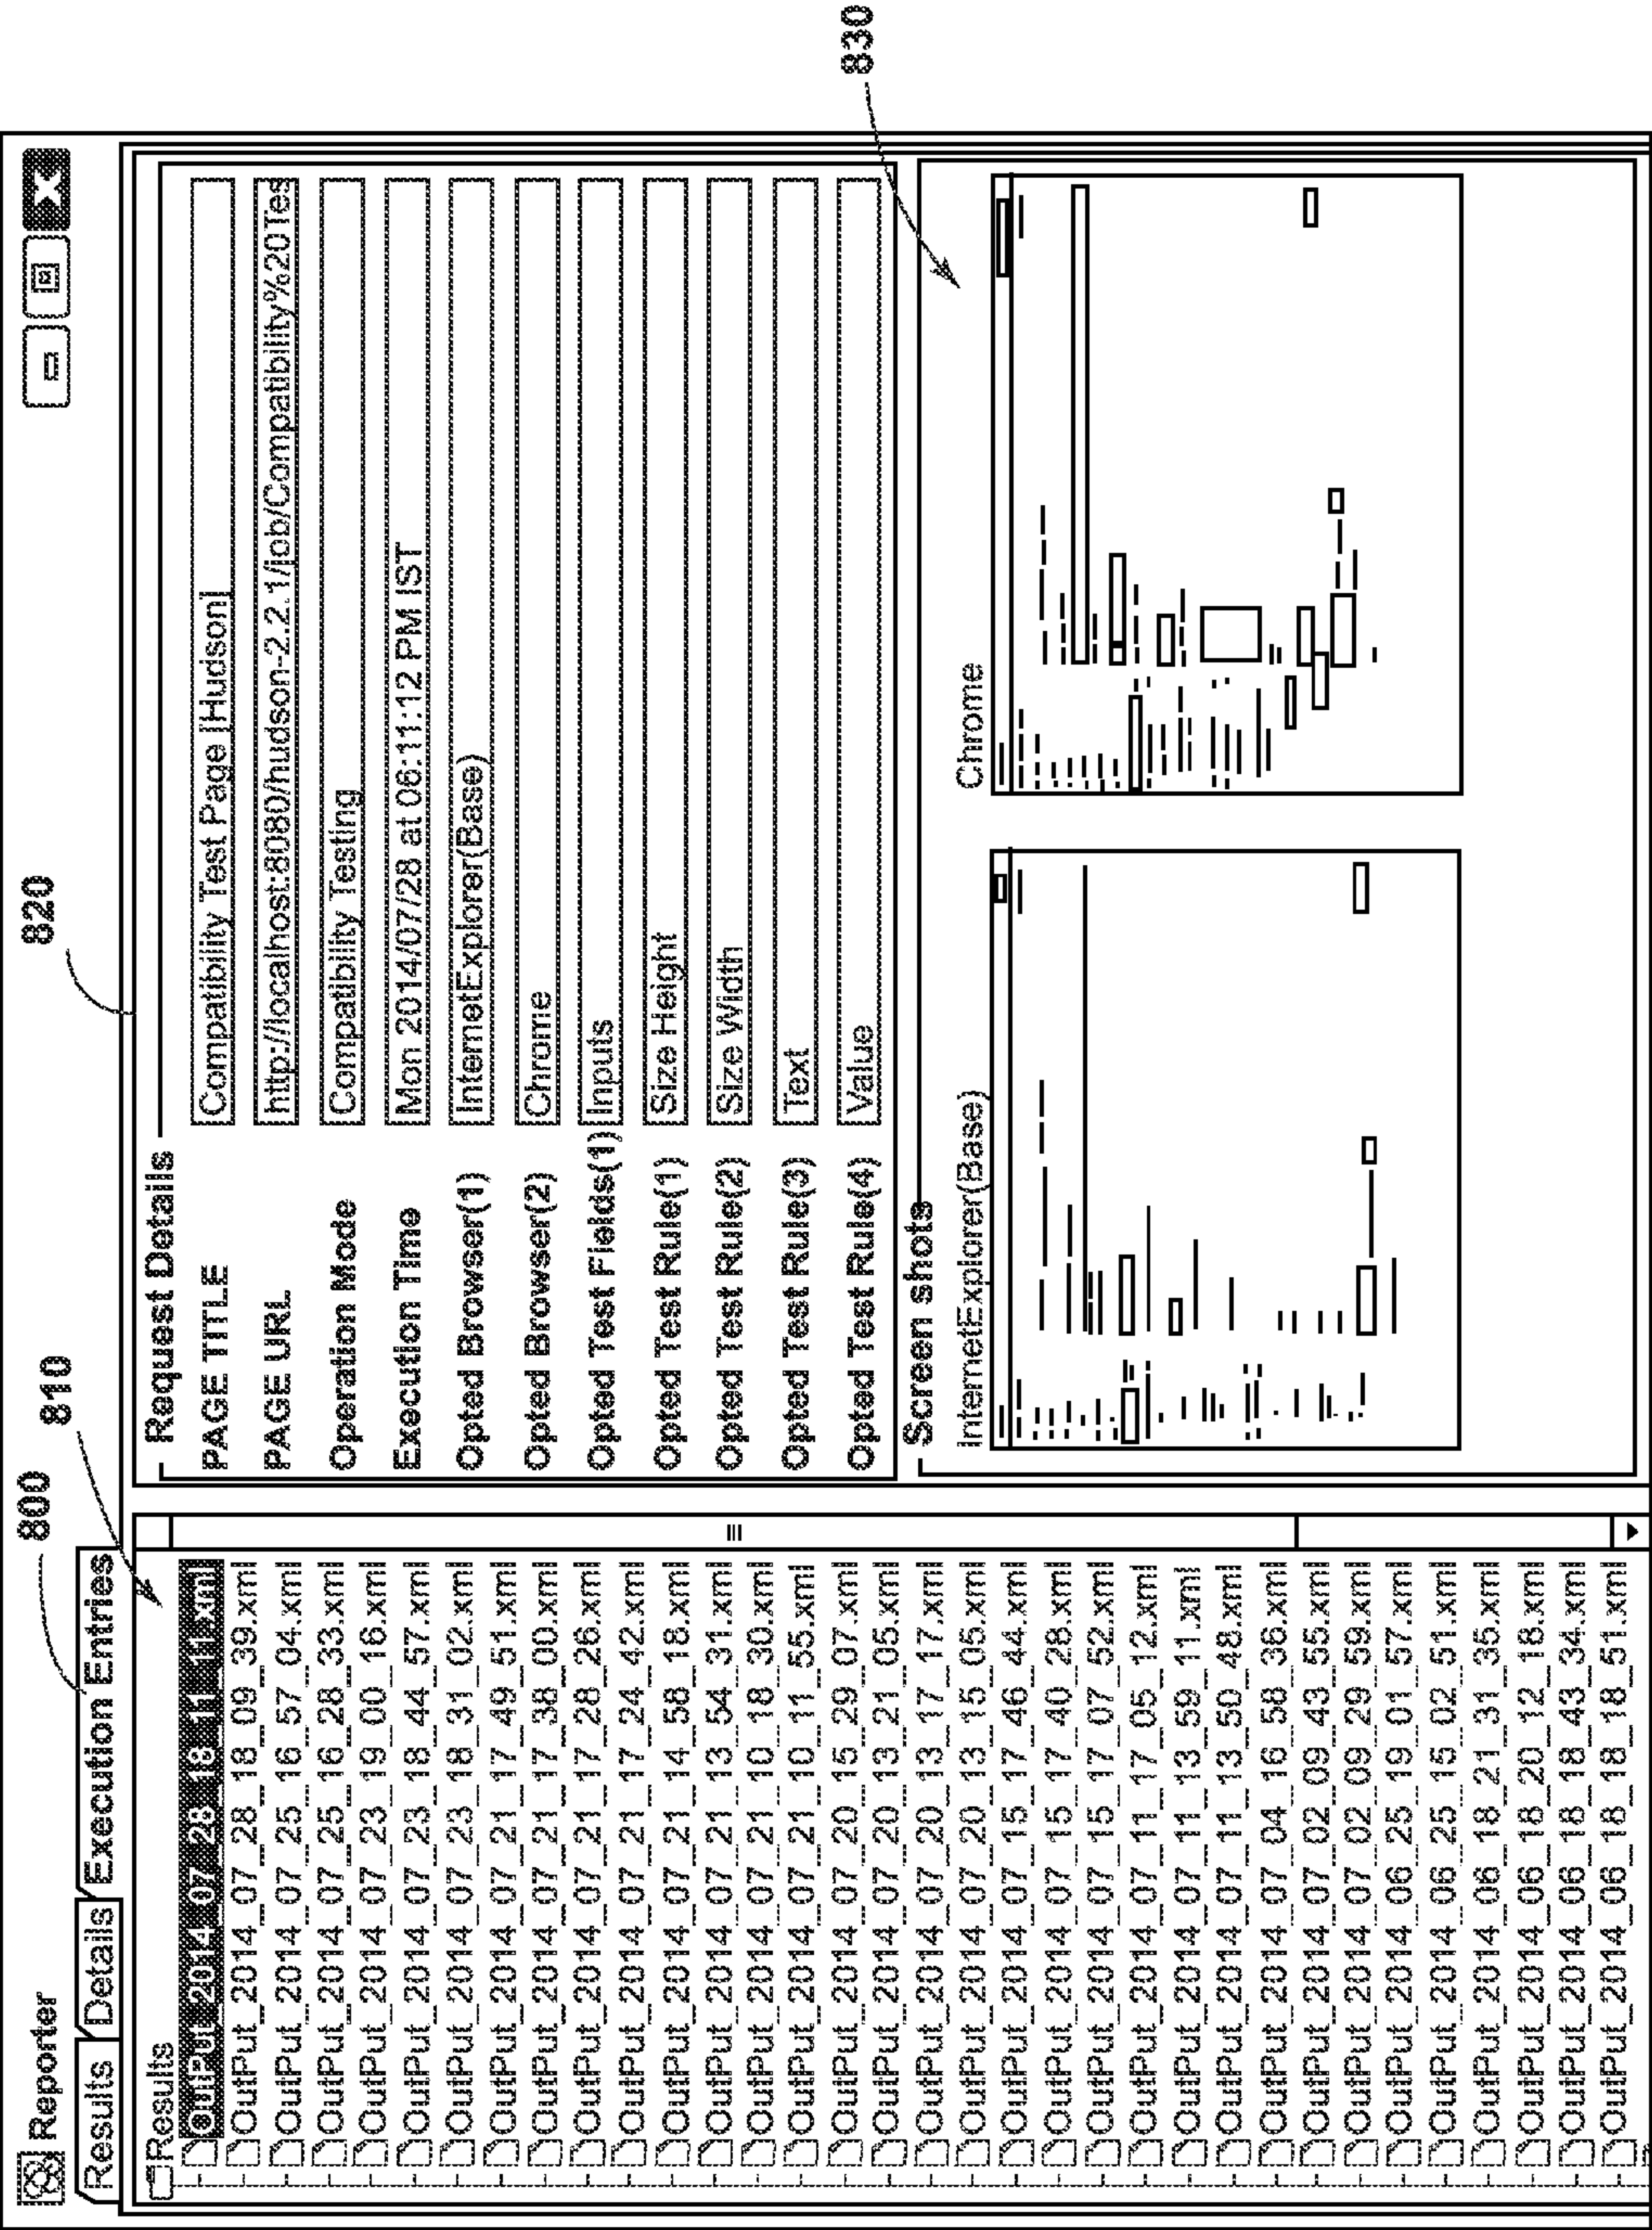 800
810
820
830
Reporter
Results Details Execution Entries
Results
OutPut_2014_07_28_18_11_11.xml
OutPut_2014_07_28_18_09_39.xml
OutPut_2014_07_25_16_57_04.xml
OutPut_2014_07_25_16_28_33.xml
OutPut_2014_07_23_19_00_16.xml
OutPut_2014_07_23_18_44_57.xml
OutPut_2014_07_23_18_31_02.xml
OutPut_2014_07_21_17_49_51.xml
OutPut_2014_07_21_17_38_00.xml
OutPut_2014_07_21_17_28_26.xml
OutPut_2014_07_21_17_24_42.xml
OutPut_2014_07_21_14_58_18.xml
OutPut_2014_07_21_13_54_31.xml
OutPut_2014_07_21_10_18_30.xml
OutPut_2014_07_21_10_11_55.xml
OutPut_2014_07_20_15_29_07.xml
OutPut_2014_07_20_13_21_05.xml
OutPut_2014_07_20_13_17_17.xml
OutPut_2014_07_20_13_15_05.xml
OutPut_2014_07_15_17_46_44.xml
OutPut_2014_07_15_17_40_28.xml
OutPut_2014_07_15_17_07_52.xml
OutPut_2014_07_11_17_05_12.xml
OutPut_2014_07_11_13_59_11.xml
OutPut_2014_07_11_13_50_48.xml
OutPut_2014_07_04_16_58_36.xml
OutPut_2014_07_02_09_43_55.xml
OutPut_2014_07_02_09_29_59.xml
OutPut_2014_06_25_19_01_57.xml
OutPut_2014_06_25_15_02_51.xml
OutPut_2014_06_18_21_31_35.xml
OutPut_2014_06_18_20_12_18.xml
OutPut_2014_06_18_18_43_34.xml
OutPut_2014_06_18_18_18_51.xml
Request Details
PAGE TITLE Compatibility Test Page [Hudson]
PAGE URL http://localhost:8080/hudson-2.2.1/job/Compatibility%20Tes
Operation Mode Compatibility Testing
Execution Time Mon 2014/07/28 at 06:11:12 PM IST
Opted Browser(1) InternetExplorer(Base)
Opted Browser(2) Chrome
Opted Test Fields(1) Inputs
Opted Test Rule(1) Size Height
Opted Test Rule(2) Size Width
Opted Test Rule(3) Text
Opted Test Rule(4) Value
Screen shots
InternetExplorer(Base) Chrome